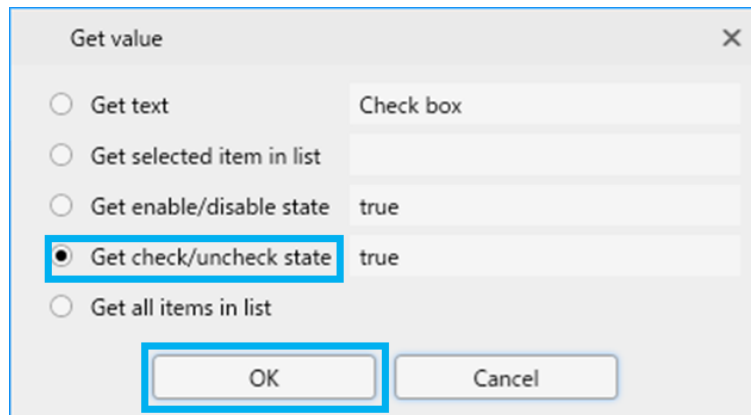 Get value
Get text Check box
Get selected item in list
Get enable/disable state true
Get check/uncheck state true
Get all items in list
OK Cancel